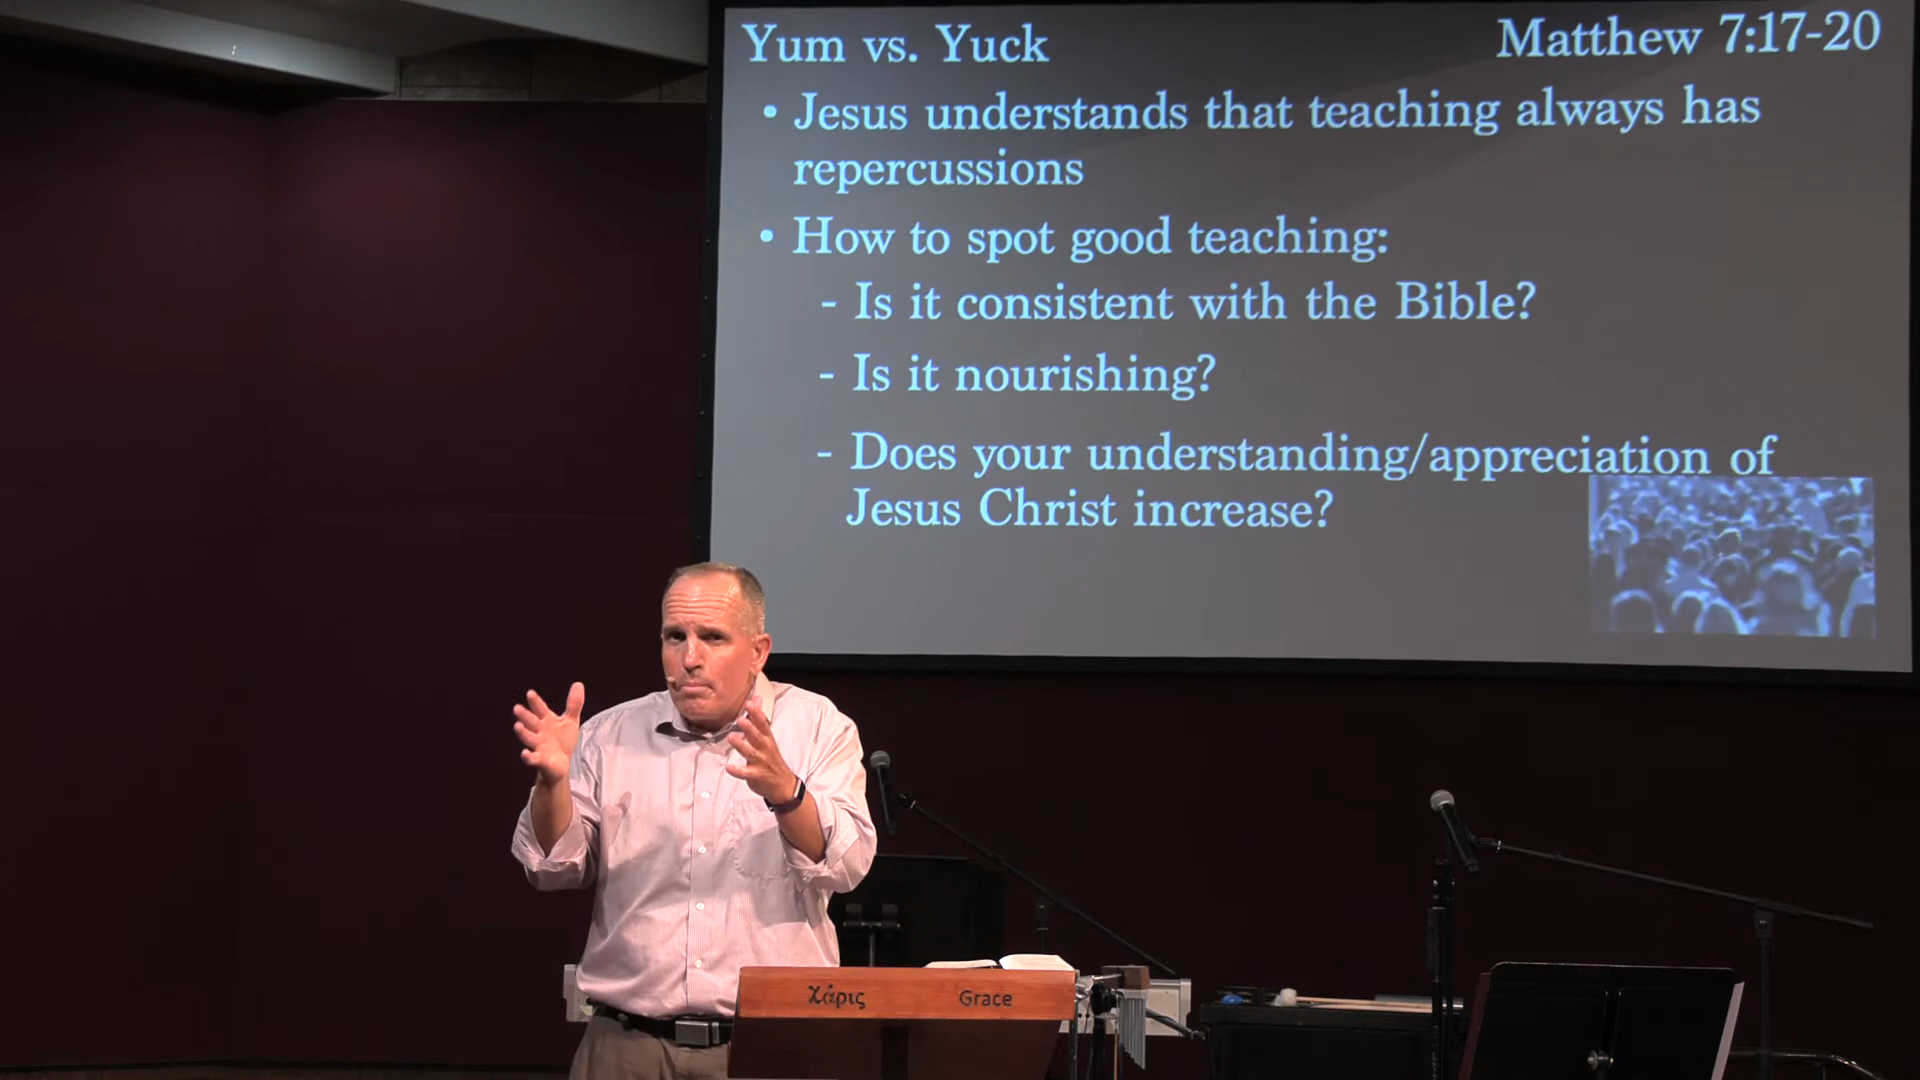 Yum vs. Yuck
Matthew 7:17-20
• Jesus understands that teaching always has
repercussions
• How to spot good teaching:
- Is it consistent with the Bible?
- Is it nourishing?
- Does your understanding/appreciation of
Jesus Christ increase?
Χάρις
Grace